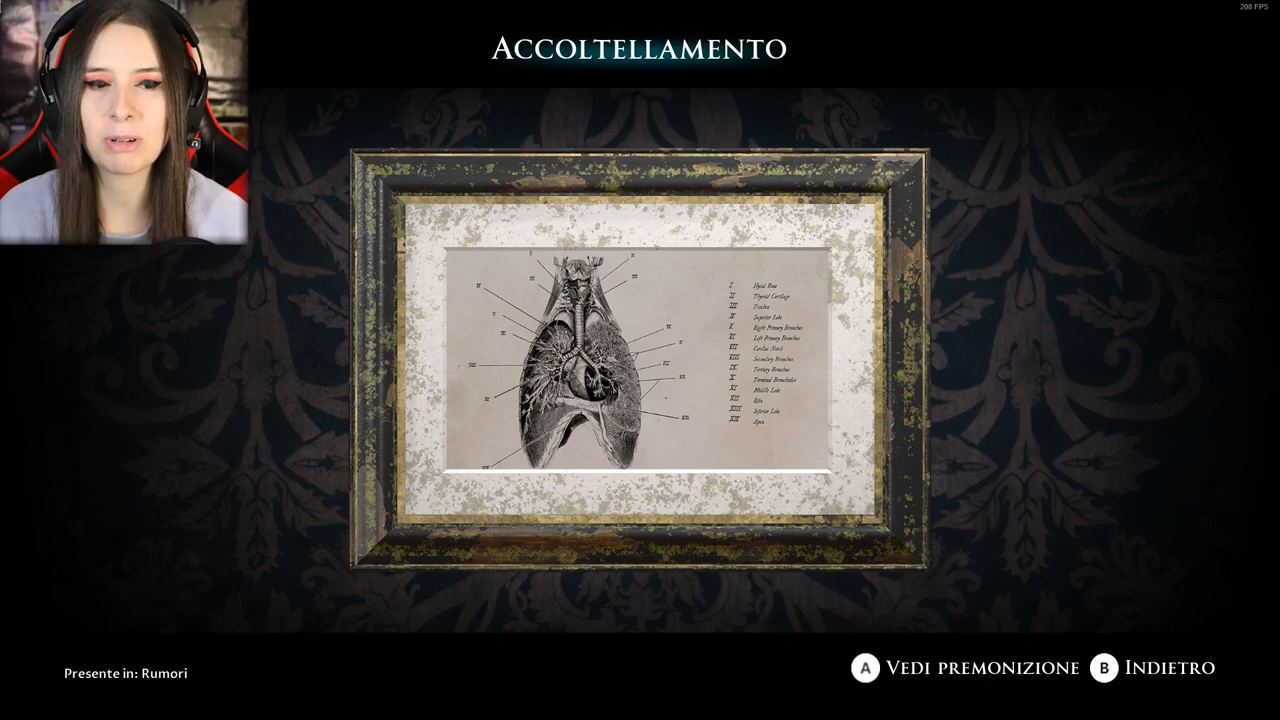 208 FPS
ACCOLTELLAMENTO
I Hyoid Bone
II Thyroid Cartilage
III Trachea
IV Superior Lobe
V Right Primary Bronchus
VI Left Primary Bronchus
VII Cardiac Notch
VIII Secondary Bronchus
IX Tertiary Bronchus
X Terminal Bronchioles
XI Middle Lobe
XII Ribs
XIII Inferior Lobe
XIV Apex
Presente in: Rumori
A VEDI PREMONIZIONE B INDIETRO